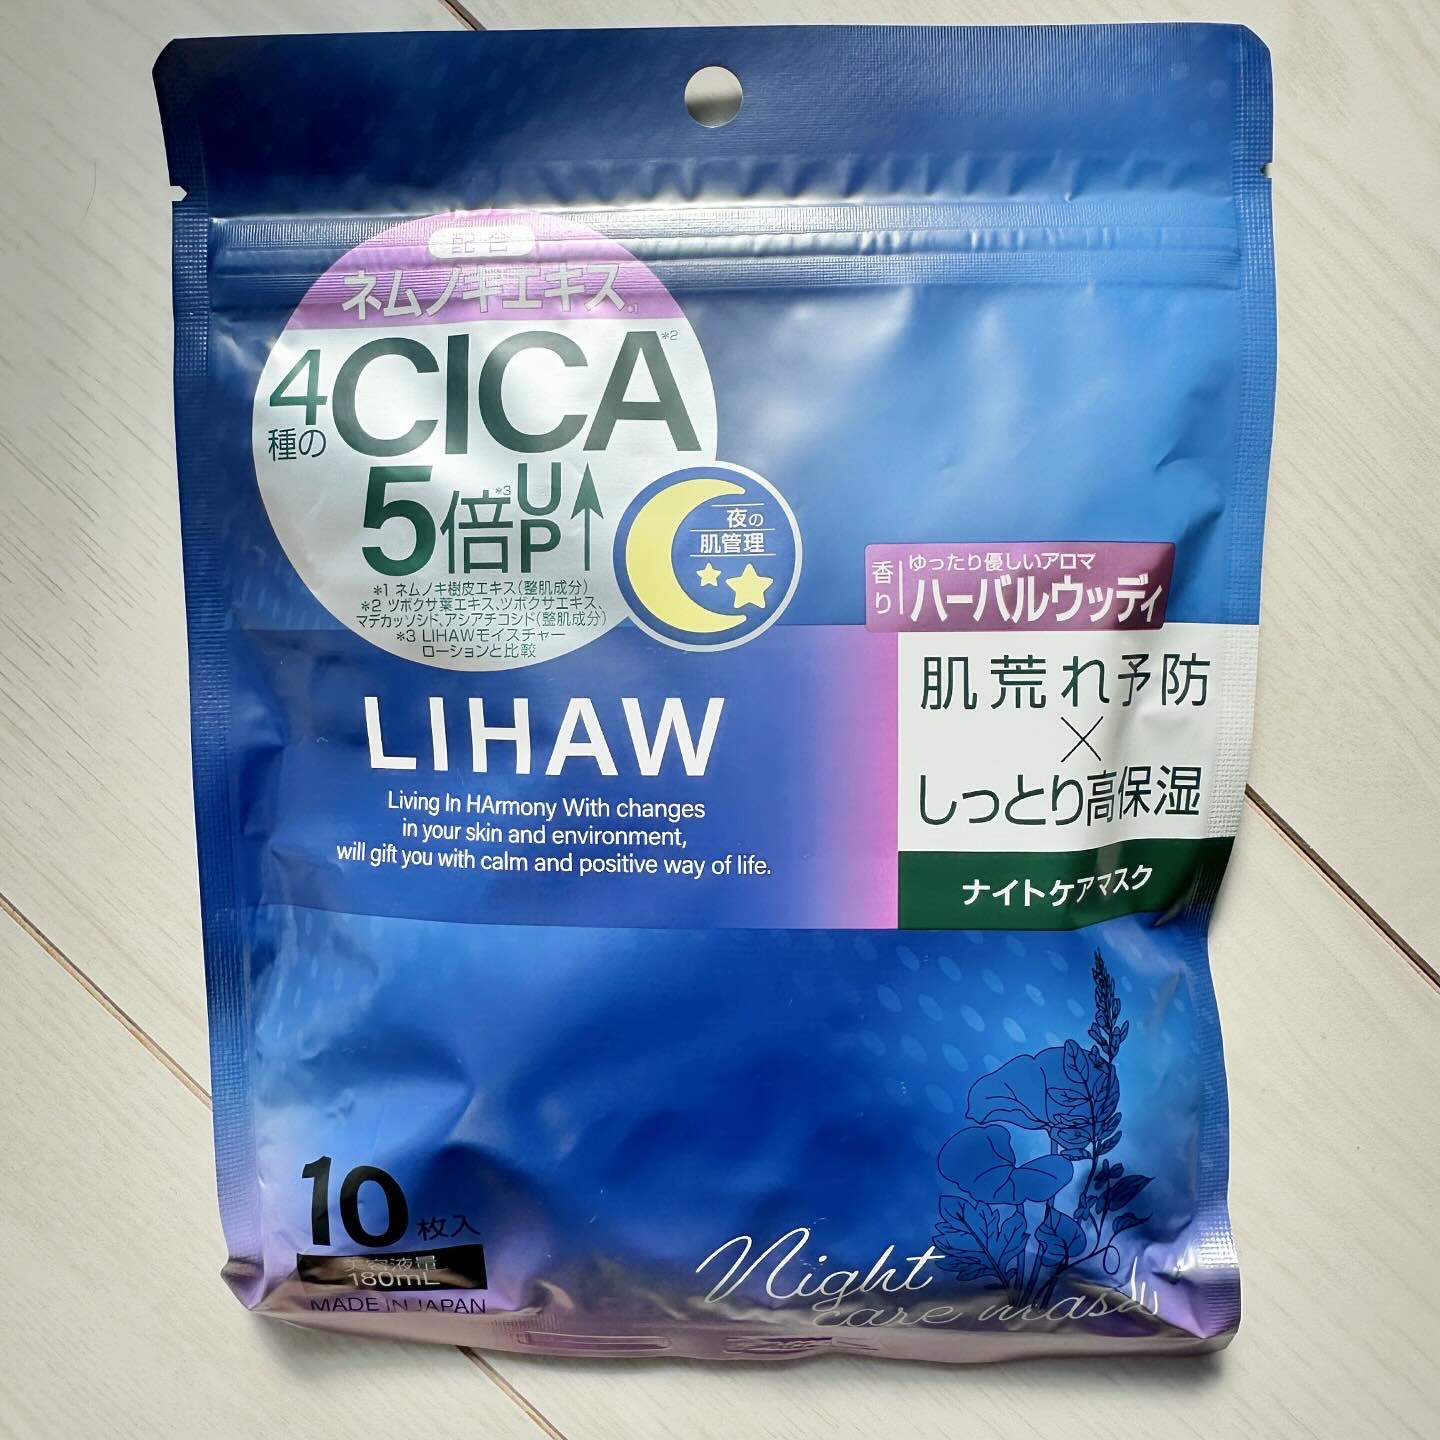 配合
ネムノキエキス*1
4種のCICA*2
5倍*3UP
*1 ネムノキ樹皮エキス(整肌成分)
*2 ツボクサ葉エキス、ツボクサエキス、
マデカッソシド、アシアチコシド(整肌成分)
*3 LIHAWモイスチャー
ローションと比較
夜の
肌管理
香り
ゆったり優しいアロマ
ハーバルウッディ
肌荒れ予防
×
しっとり高保湿
ナイトケアマスク
LIHAW
Living In HArmony With changes
in your skin and environment,
will gift you with calm and positive way of life.
10枚入
美容液量
180mL
MADE IN JAPAN
Night
care mask